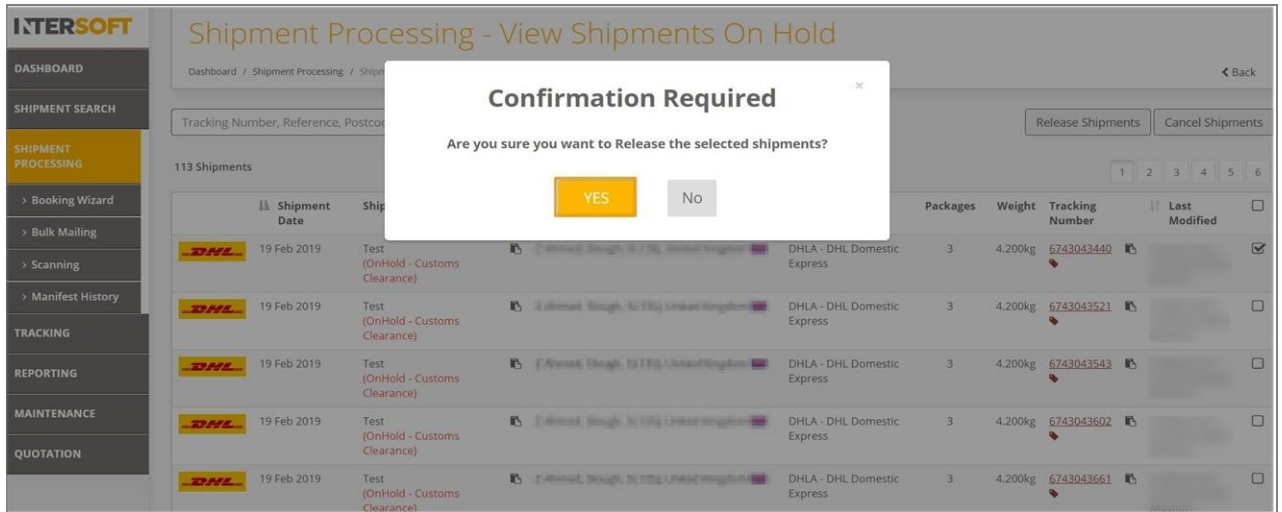 INTERSOFT
Shipment Processing - View Shipments On Hold
DASHBOARD
Dashboard / Shipment Processing /
Back
SHIPMENT SEARCH
Tracking Number, Reference,
Release Shipments
Cancel Shipments
Confirmation Required
×
Are you sure you want to Release the selected shipments?
YES
No
SHIPMENT
PROCESSING
113 Shipments
1 2 3 4 5 6
> Booking Wizard
> Bulk Mailing
> Scanning
> Manifest History
TRACKING
REPORTING
MAINTENANCE
QUOTATION
Shipment
Date
Packages
Weight
Tracking
Number
Last
Modified
DHL
19 Feb 2019
Test
(OnHold - Customs
Clearance)
DHLA - DHL Domestic
Express
3
4.200kg
6743043440
DHL
19 Feb 2019
Test
(OnHold - Customs
Clearance)
DHLA - DHL Domestic
Express
3
4.200kg
6743043521
DHL
19 Feb 2019
Test
(OnHold - Customs
Clearance)
DHLA - DHL Domestic
Express
3
4.200kg
6743043543
DHL
19 Feb 2019
Test
(OnHold - Customs
Clearance)
DHLA - DHL Domestic
Express
3
4.200kg
6743043602
DHL
19 Feb 2019
Test
(OnHold - Customs
Clearance)
DHLA - DHL Domestic
Express
3
4.200kg
6743043661